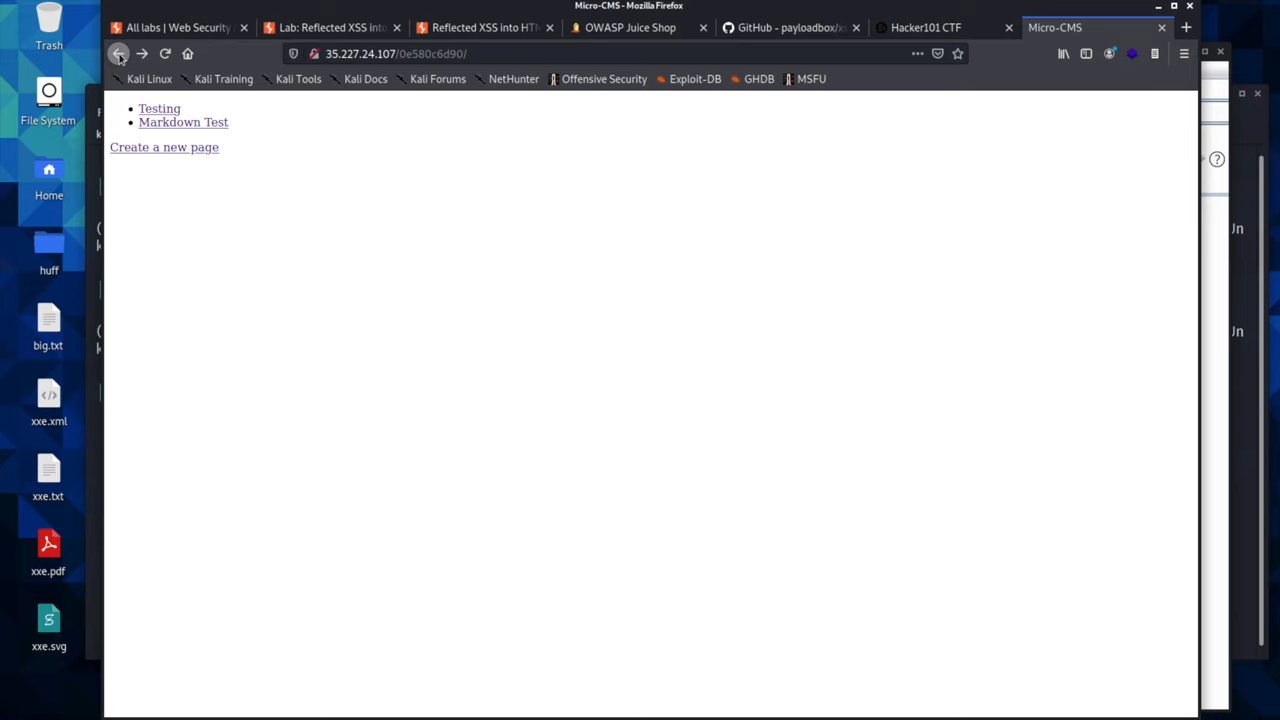 Micro-CMS - Mozilla Firefox
All labs | Web Security
Lab: Reflected XSS into
Reflected XSS into HTM
OWASP Juice Shop
GitHub - payloadbox/xs
Hacker101 CTF
Micro-CMS
35.227.24.107/0e580c6d90/
Kali Linux
Kali Training
Kali Tools
Kali Docs
Kali Forums
NetHunter
Offensive Security
Exploit-DB
GHDB
MSFU
Testing
Markdown Test
Create a new page
Trash
File System
Home
huff
big.txt
xxe.xml
xxe.txt
xxe.pdf
xxe.svg